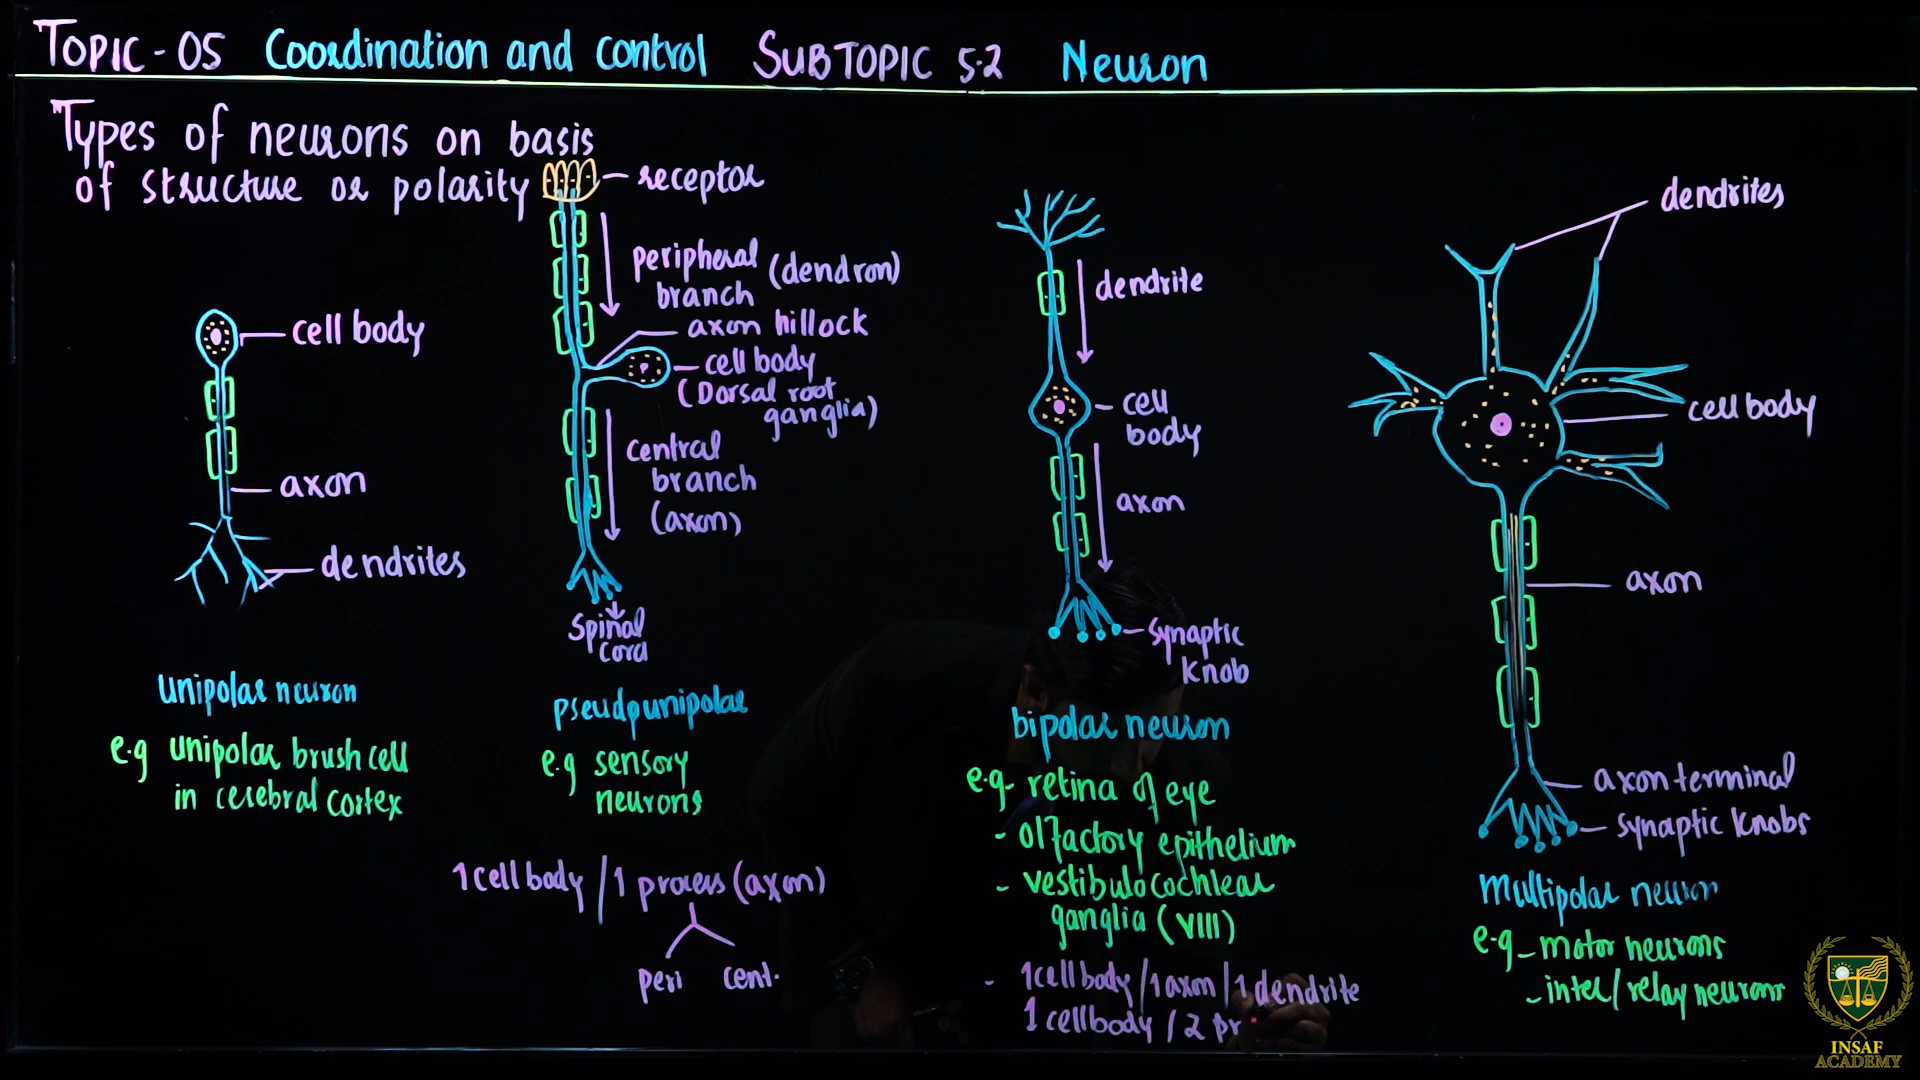 TOPIC - 05 Coordination and control SUBTOPIC 5.2 Neuron
Types of neurons on basis
of structure or polarity
cell body
axon
dendrites
unipolar neuron
e.g unipolar brush cell
in cerebral cortex
receptor
peripheral (dendron)
branch
axon hillock
cell body
(Dorsal root
ganglia)
central
branch
(axon)
Spinal
cord
pseudpunipolar
e.g sensory
neurons
1 cell body / 1 process (axon)
peri cent.
dendrite
cell
body
axon
synaptic
knob
bipolar neuron
e.g- retina of eye
- olfactory epithelium
- vestibulocochlear
ganglia (VIII)
- 1 cell body / 1 axon / 1 dendrite
1 cellbody / 2 pr
dendrites
cell body
axon
axon terminal
synaptic knobs
multipolar neuron
e.g - motor neurons
- inter/relay neurons
INSAF
ACADEMY